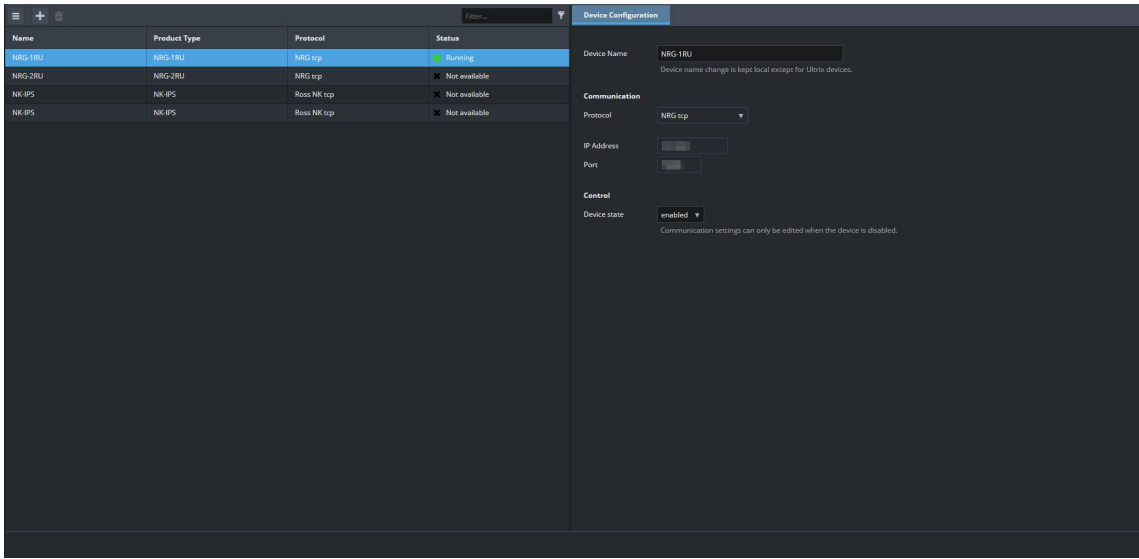 Filter...
Name Product Type Protocol Status
NRG-1RU NRG-1RU NRG tcp Running
NRG-2RU NRG-2RU NRG tcp Not available
NK-IPS NK-IPS Ross NK tcp Not available
NK-IPS NK-IPS Ross NK tcp Not available
Device Configuration
Device Name NRG-1RU
Device name change is kept local except for Ultrix devices.
Communication
Protocol NRG tcp
IP Address
Port
Control
Device state enabled
Communication settings can only be edited when the device is disabled.